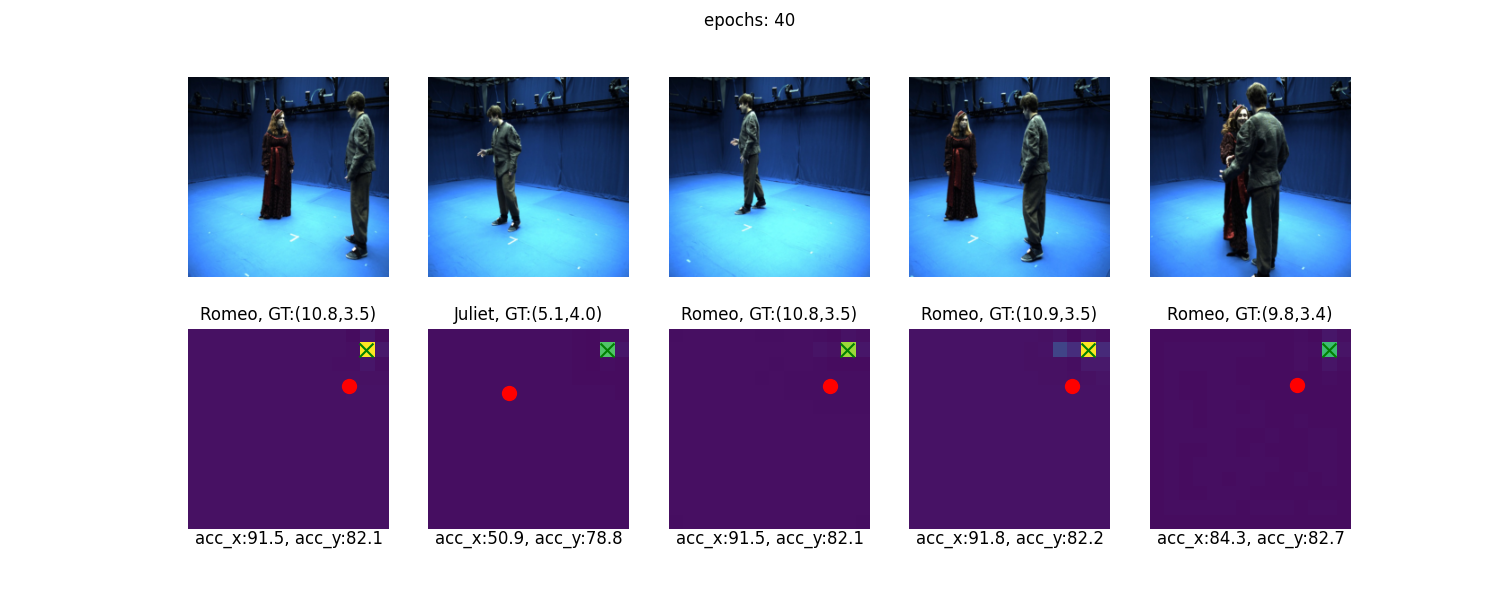 epochs: 40
Romeo, GT:(10.8,3.5)
Juliet, GT:(5.1,4.0)
Romeo, GT:(10.8,3.5)
Romeo, GT:(10.9,3.5)
Romeo, GT:(9.8,3.4)
acc_x:91.5, acc_y:82.1
acc_x:50.9, acc_y:78.8
acc_x:91.5, acc_y:82.1
acc_x:91.8, acc_y:82.2
acc_x:84.3, acc_y:82.7